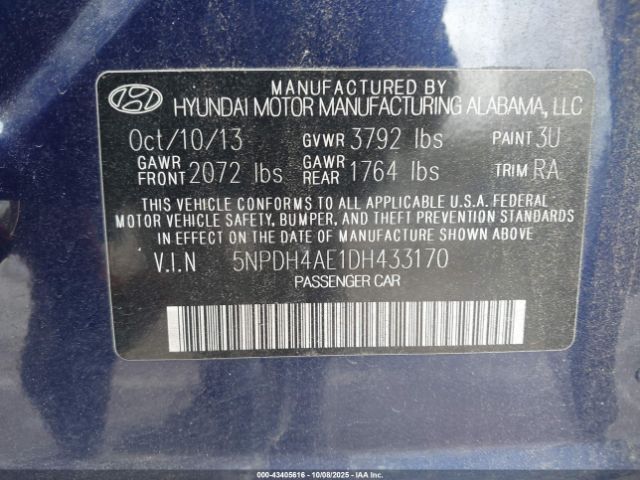 MANUFACTURED BY
HYUNDAI MOTOR MANUFACTURING ALABAMA, LLC
Oct/10/13 GVWR 3792 lbs PAINT 3U
GAWR FRONT 2072 lbs GAWR REAR 1764 lbs TRIM RA
THIS VEHICLE CONFORMS TO ALL APPLICABLE U.S.A. FEDERAL
MOTOR VEHICLE SAFETY, BUMPER, AND THEFT PREVENTION STANDARDS
IN EFFECT ON THE DATE OF MANUFACTURE SHOWN ABOVE
V.I.N 5NPDH4AE1DH433170
PASSENGER CAR
© IAA - 000-43405616 - 10/08/2025 - COPART